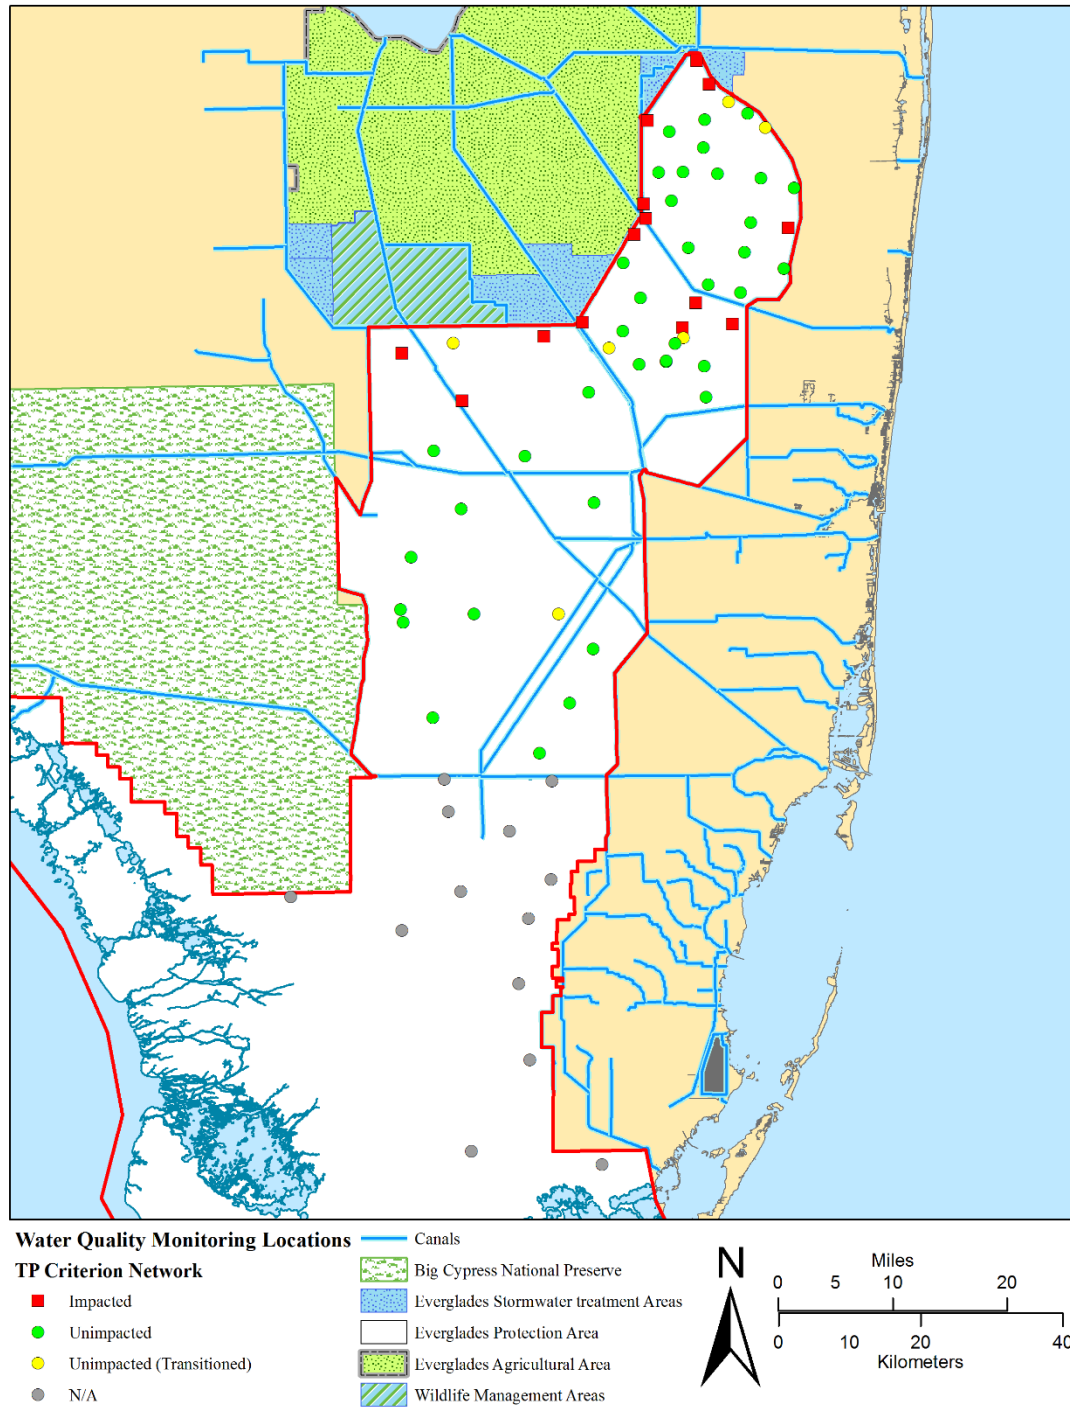 Water Quality Monitoring Locations
TP Criterion Network
Impacted
Unimpacted
Unimpacted (Transitioned)
N/A
Canals
Big Cypress National Preserve
Everglades Stormwater treatment Areas
Everglades Protection Area
Everglades Agricultural Area
Wildlife Management Areas
N
Miles
0 5 10 20
0 10 20 40
Kilometers